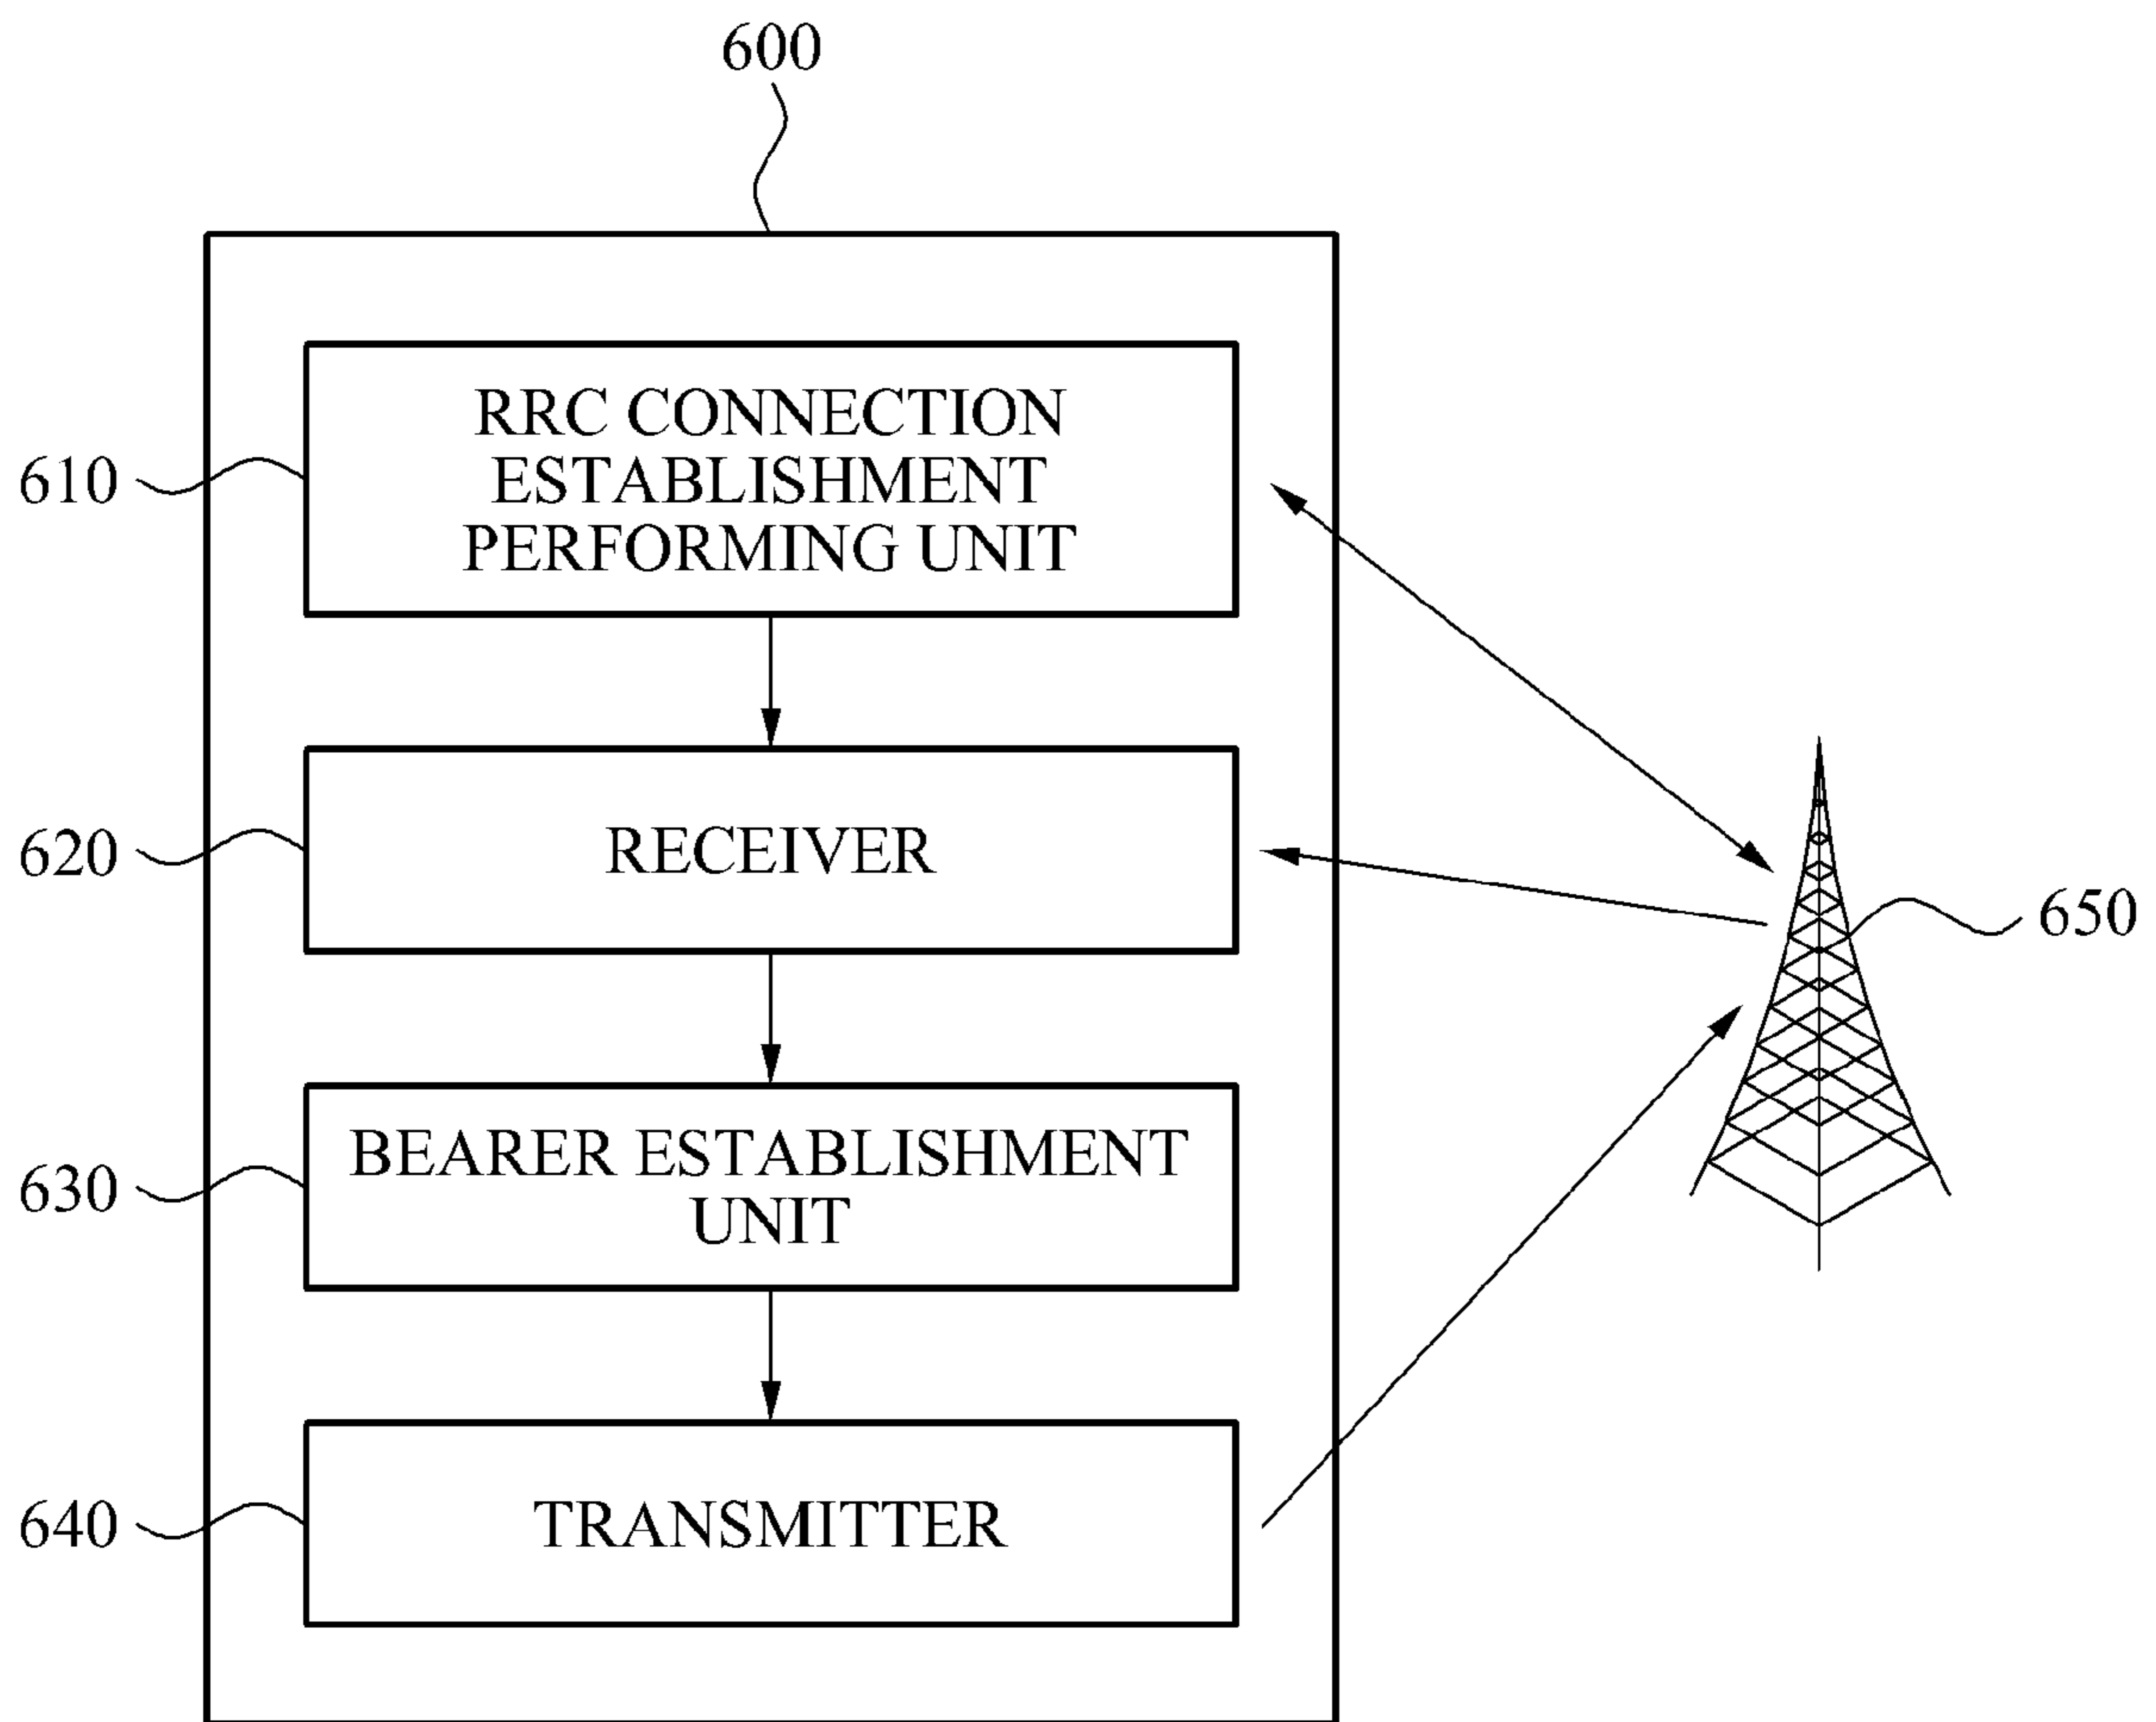 600
610
RRC CONNECTION
ESTABLISHMENT
PERFORMING UNIT
620
RECEIVER
650
630
BEARER ESTABLISHMENT
UNIT
640
TRANSMITTER